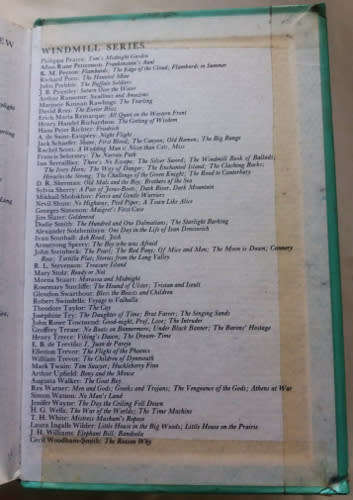 EW
WINDMILL SERIES
Philippa Pearce: Tom's Midnight Garden
Allan Rune Pettersson: Frankenstein's Aunt
K. M. Peyton: Flambards; The Edge of the Cloud; Flambards in Summer
Richard Potts: The Haunted Mine
John Prebble: The Buffalo Soldiers
J. B. Priestley: Saturn Over the Water
Arthur Ransome: Swallows and Amazons
Marjorie Kinnan Rawlings: The Yearling
David Rees: The Exeter Blitz
Erich Maria Remarque: All Quiet on the Western Front
Henry Handel Richardson: The Getting of Wisdom
Hans Peter Richter: Friedrich
A. de Saint-Exupéry: Night Flight
Jack Schaefer: Shane; First Blood; The Canyon; Old Ramon; The Big Range
Rachel Scott: A Wedding Man is Nicer than Cats, Miss
Francis Selormey: The Narrow Path
Ian Serraillier: There's No Escape; The Silver Sword; The Windmill Book of Ballads;
The Ivory Horn; The Way of Danger; The Enchanted Island; The Clashing Rocks;
Heracles the Strong; The Challenge of the Green Knight; The Road to Canterbury
D. R. Sherman: Old Mali and the Boy; Brothers of the Sea
Sylvia Sherry: A Pair of Jesus-Boots, Dark River, Dark Mountain
Mikhail Sholokhov: Fierce and Gentle Warriors
Nevil Shute: No Highway, Pied Piper; A Town Like Alice
Georges Simenon: Maigret's First Case
Jim Slater: Goldenrod
Dodie Smith: The Hundred and One Dalmatians; The Starlight Barking
Alexander Solzhenitsyn: One Day in the Life of Ivan Denisovich
Ivan Southall: Ash Road; Josh
Armstrong Sperry: The Boy who was Afraid
John Steinbeck: The Pearl; The Red Pony; Of Mice and Men; The Moon is Down; Cannery
Row; Tortilla Flat; Stories from the Long Valley
R. L. Stevenson: Treasure Island
Mary Stolz: Ready or Not
Morna Stuart: Marassa and Midnight
Rosemary Sutcliff: The Hound of Ulster; Tristan and Iseult
Glendon Swarthout: Bless the Beasts and Children
Robert Swindells: Voyage to Valhalla
Theodore Taylor: The Cay
Josephine Tey: The Daughter of Time; Brat Farrar; The Singing Sands
John Rowe Townsend: Good-night, Prof, Love; The Intruder
Geoffrey Trease: No Boats on Bannermere, Under Black Banner; The Barons' Hostage
Henry Treece: Viking's Dawn; The Dream-Time
E. B. de Treviño: I, Juan de Pareja
Elleston Trevor: The Flight of the Phoenix
William Trevor: The Children of Dynmouth
Mark Twain: Tom Sawyer, Huckleberry Finn
Arthur Upfield: Bony and the Mouse
Augusta Walker: The Goat Boy
Rex Warner: Men and Gods; Greeks and Trojans; The Vengeance of the Gods; Athens at War
Simon Watson: No Man's Land
Jenifer Wayne: The Day the Ceiling Fell Down
H. G. Wells: The War of the Worlds; The Time Machine
T. H. White: Mistress Masham's Repose
Laura Ingalls Wilder: Little House in the Big Woods; Little House on the Prairie
J. H. Williams: Elephant Bill; Bandoola
Cecil Woodham-Smith: The Reason Why